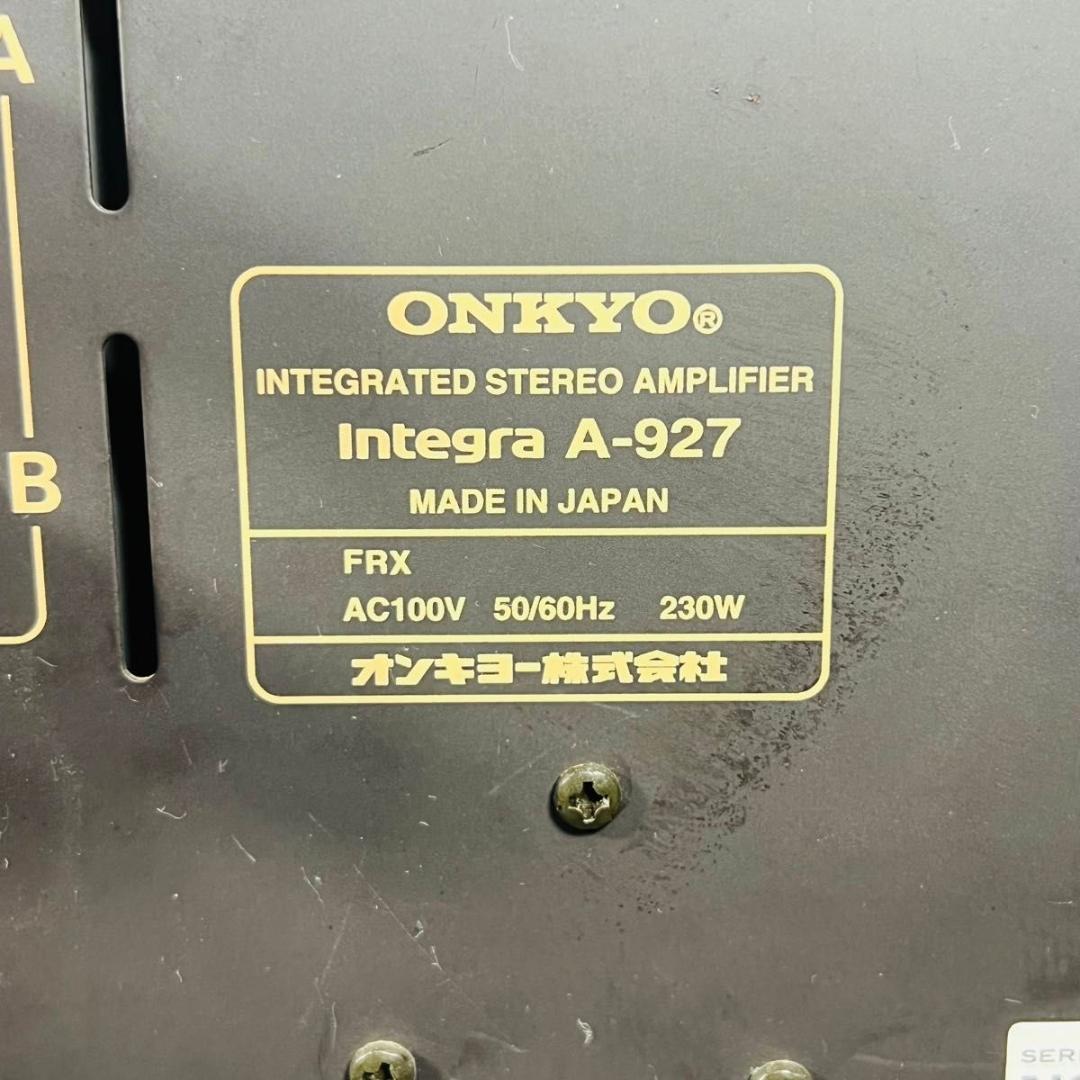 A
B
ONKYO®
INTEGRATED STEREO AMPLIFIER
Integra A-927
MADE IN JAPAN
FRX
AC100V 50/60Hz 230W
オンキヨー株式会社